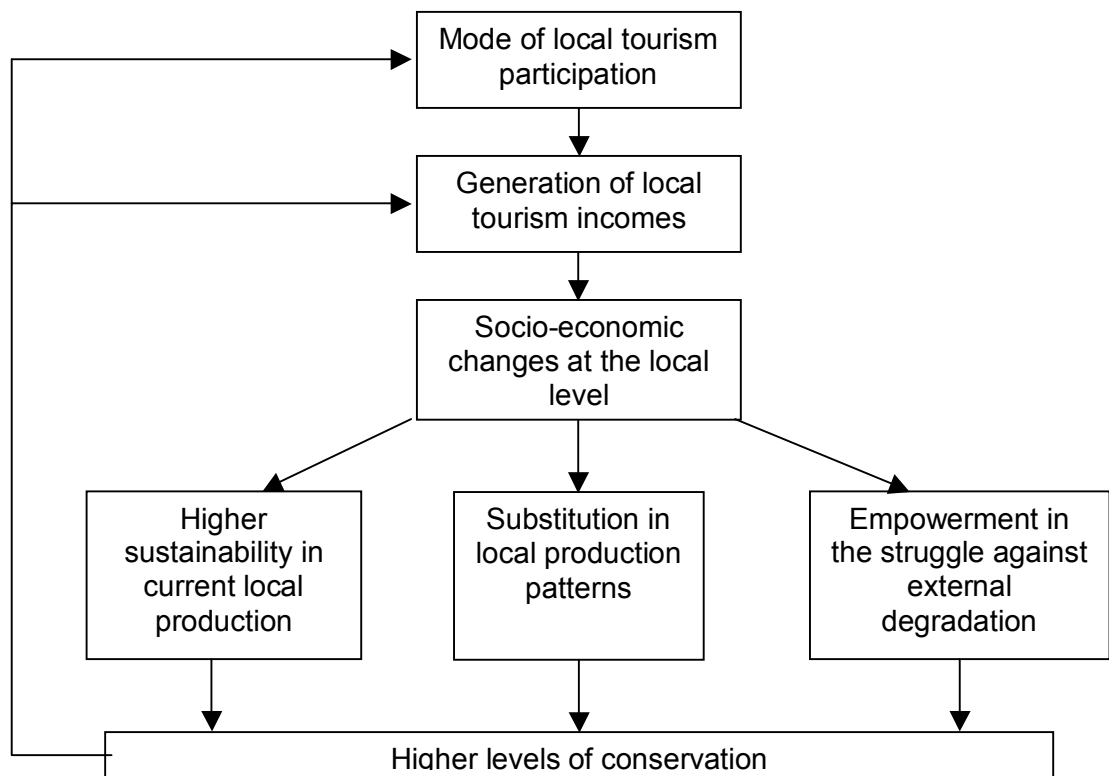 Mode of local tourism
participation
Generation of local
tourism incomes
Socio-economic
changes at the local
level
Higher
sustainability in
current local
production
Substitution in
local production
patterns
Empowerment in
the struggle against
external
degradation
Higher levels of conservation